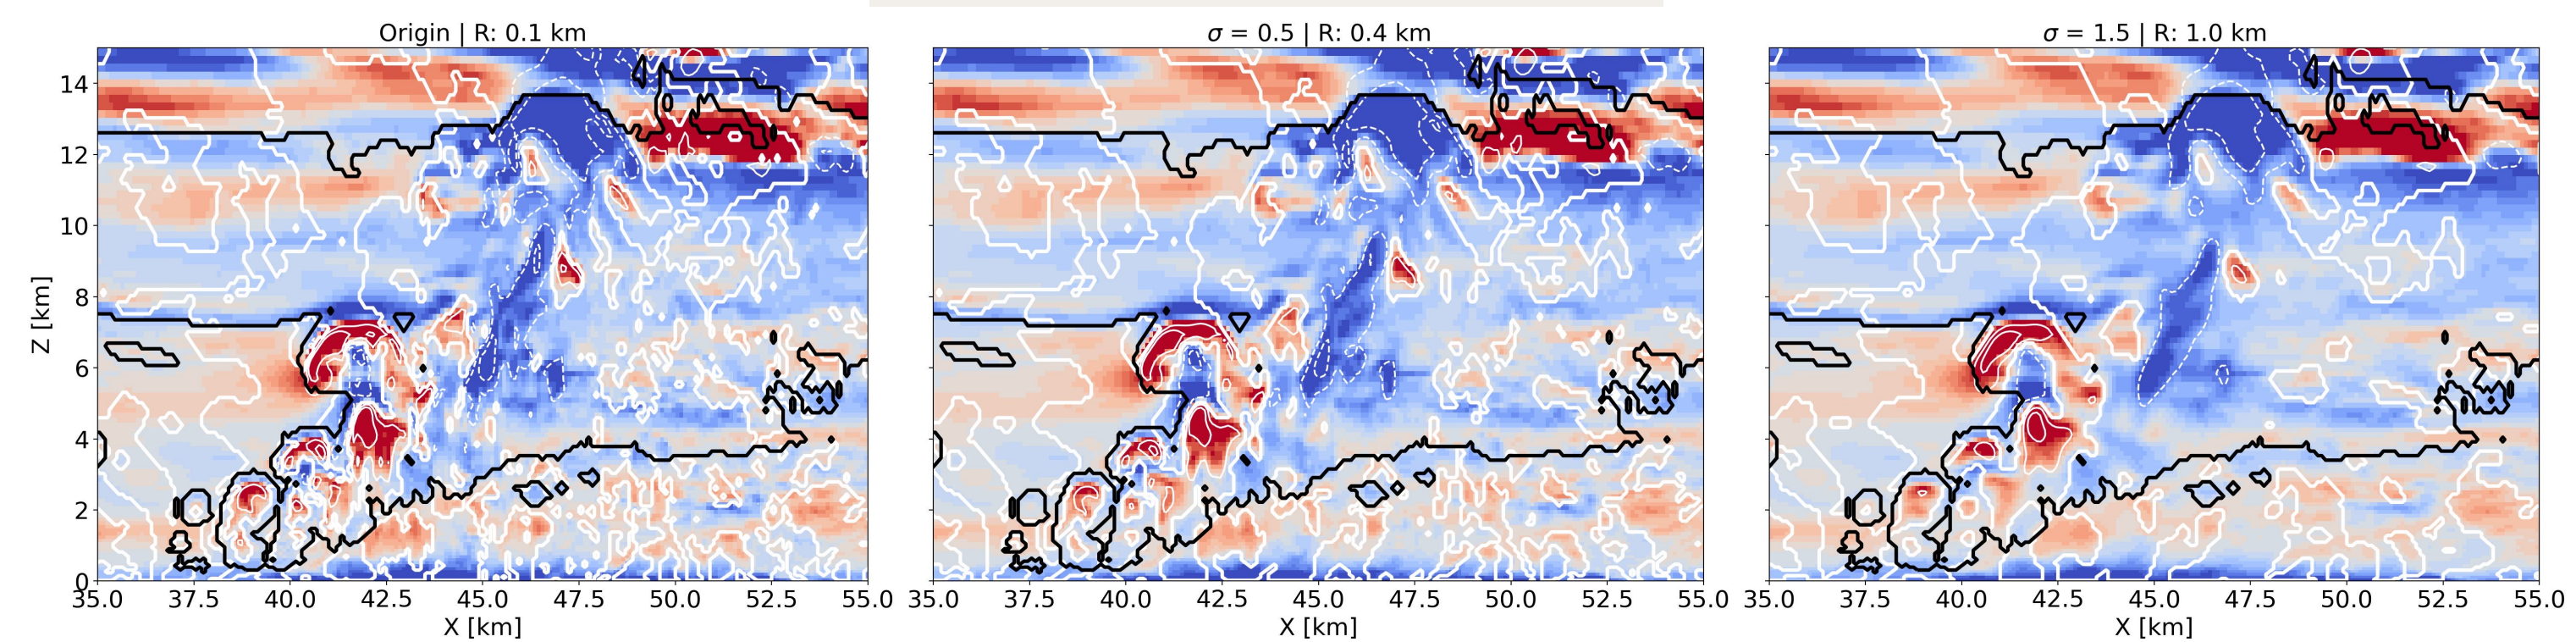 Origin | R: 0.1 km
σ = 0.5 | R: 0.4 km
σ = 1.5 | R: 1.0 km
Z [km]
14
12
10
8
6
4
2
0
35.0 37.5 40.0 42.5 45.0 47.5 50.0 52.5 55.0
35.0 37.5 40.0 42.5 45.0 47.5 50.0 52.5 55.0
35.0 37.5 40.0 42.5 45.0 47.5 50.0 52.5 55.0
X [km]
X [km]
X [km]